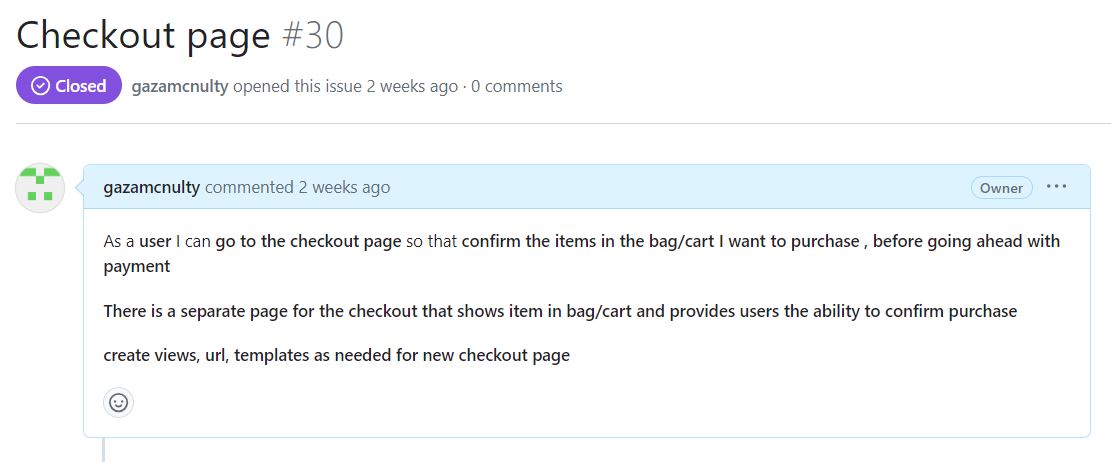 Checkout page #30
Closed gazamcnulty opened this issue 2 weeks ago · 0 comments
gazamcnulty commented 2 weeks ago Owner ···
As a user I can go to the checkout page so that confirm the items in the bag/cart I want to purchase , before going ahead with
payment
There is a separate page for the checkout that shows item in bag/cart and provides users the ability to confirm purchase
create views, url, templates as needed for new checkout page